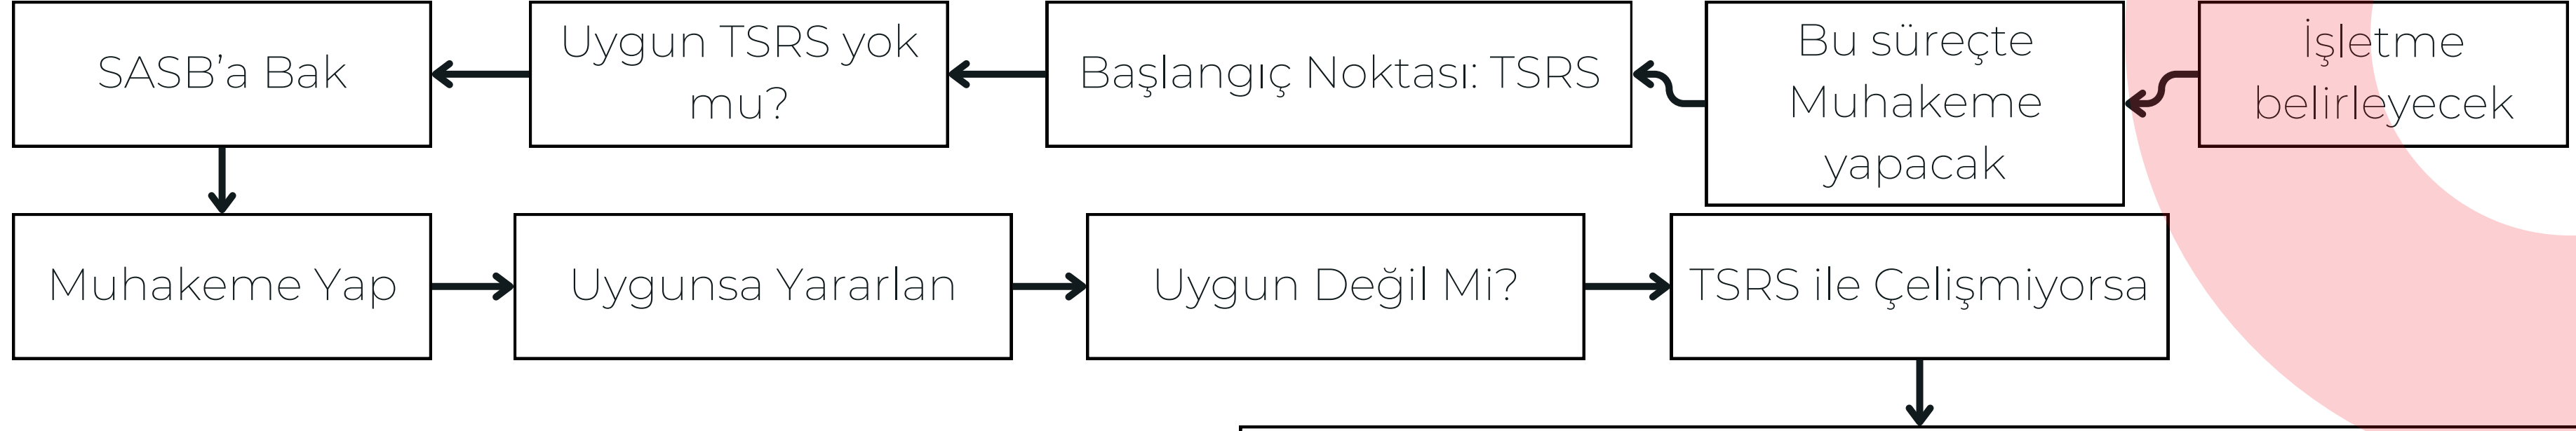 SASB’a Bak
Uygun TSRS yok
mu?
Başlangıç Noktası: TSRS
Bu süreçte
Muhakeme
yapacak
İşletme
belirleyecek
Muhakeme Yap
Uygunsa Yararlan
Uygun Değil Mi?
TSRS ile Çelişmiyorsa